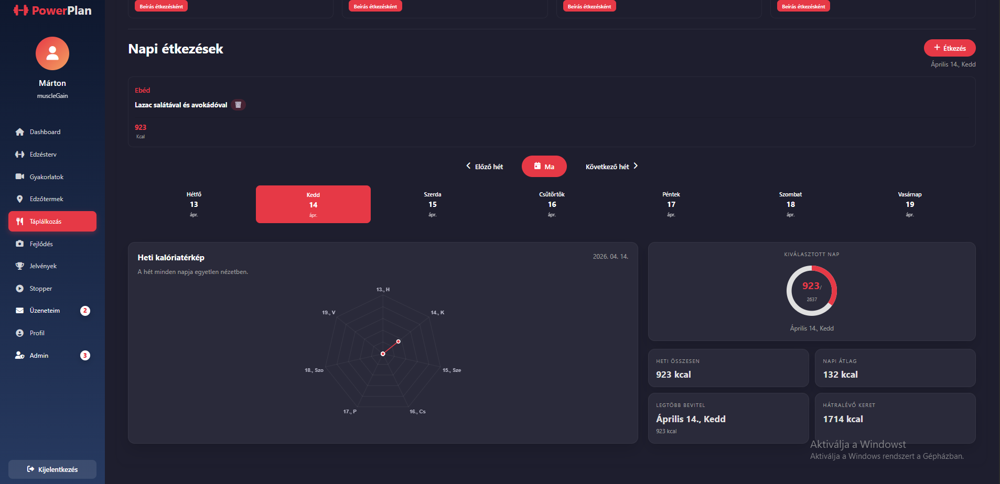 PowerPlan
Márton
muscleGain
Dashboard
Edzésterv
Gyakorlatok
Edzőtermek
Táplálkozás
Fejlődés
Jelvények
Stopper
Üzeneteim 2
Profil
Admin 3
Kijelentkezés
Beírás étkezésként
Beírás étkezésként
Beírás étkezésként
Beírás étkezésként
Napi étkezések
+ Étkezés
Április 14., Kedd
Ebéd
Lazac salátával és avokádóval
923
Kcal
Előző hét
Ma
Következő hét
Hétfő
13
ápr.
Kedd
14
ápr.
Szerda
15
ápr.
Csütörtök
16
ápr.
Péntek
17
ápr.
Szombat
18
ápr.
Vasárnap
19
ápr.
Heti kalóriatérkép
2026. 04. 14.
A hét minden napja egyetlen nézetben.
13., H
19., V
14., K
18., Szo
15., Sze
17., P
16., Cs
KIVÁLASZTOTT NAP
923/
2637
Április 14., Kedd
HETI ÖSSZESEN
923 kcal
NAPI ÁTLAG
132 kcal
LEGTÖBB BEVITEL
Április 14., Kedd
923 kcal
HÁTRALÉVŐ KERET
1714 kcal
Aktiválja a Windowst
Aktiválja a Windows rendszert a Gépházban.